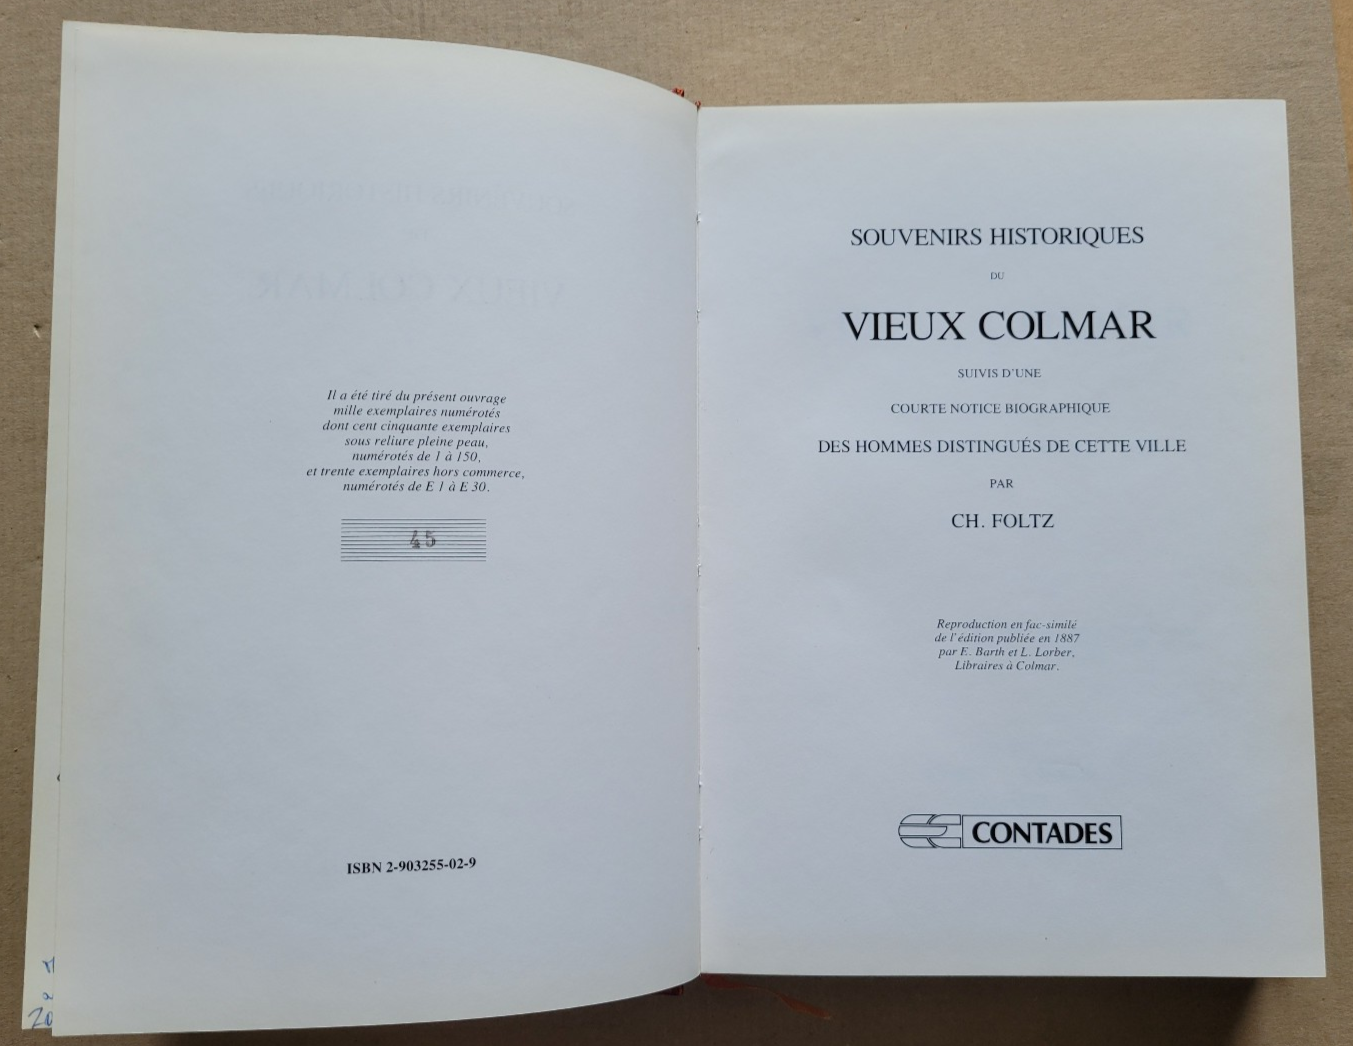 Il a été tiré du présent ouvrage
mille exemplaires numérotés
dont cent cinquante exemplaires
sous reliure pleine peau,
numérotés de 1 à 150,
et trente exemplaires hors commerce,
numérotés de E 1 à E 30.
45
ISBN 2-903255-02-9
SOUVENIRS HISTORIQUES
DU
VIEUX COLMAR
SUIVIS D'UNE
COURTE NOTICE BIOGRAPHIQUE
DES HOMMES DISTINGUÉS DE CETTE VILLE
PAR
CH. FOLTZ
Reproduction en fac-similé
de l'édition publiée en 1887
par E. Barth et L. Lorber,
Libraires à Colmar.
CONTADES